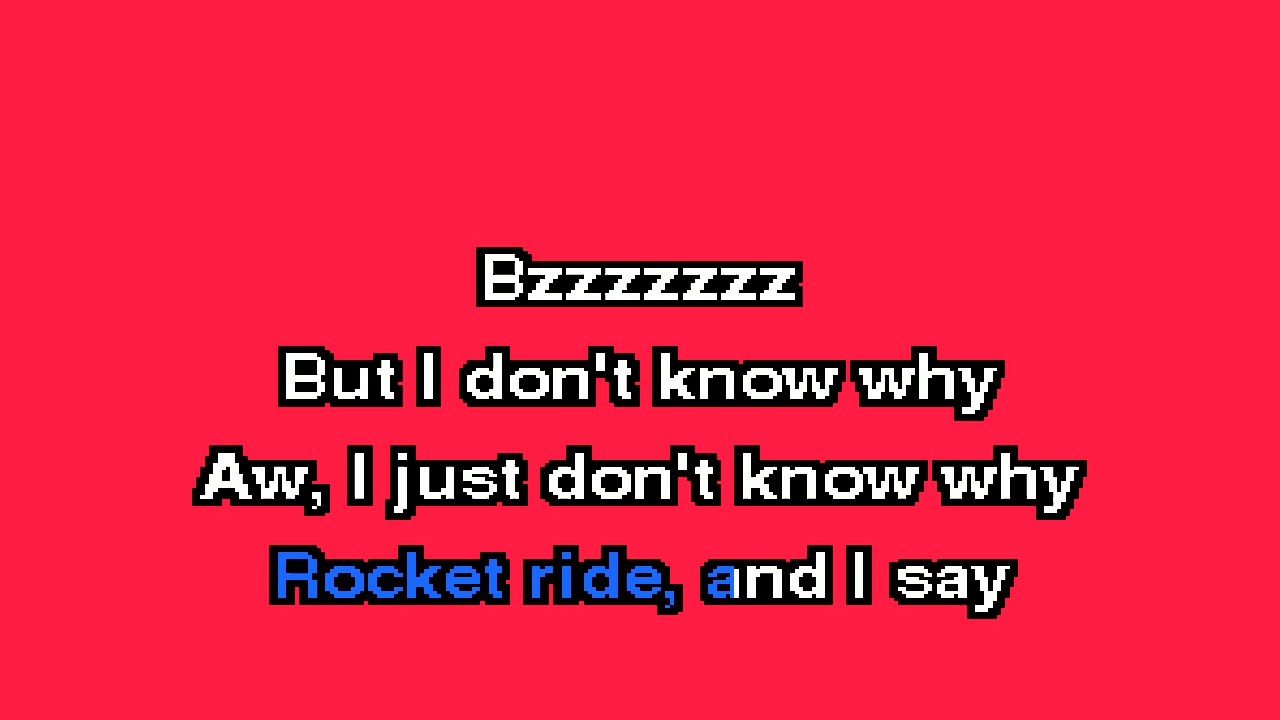 Bzzzzzzz
But I don't know why
Aw, I just don't know why
Rocket ride, and I say